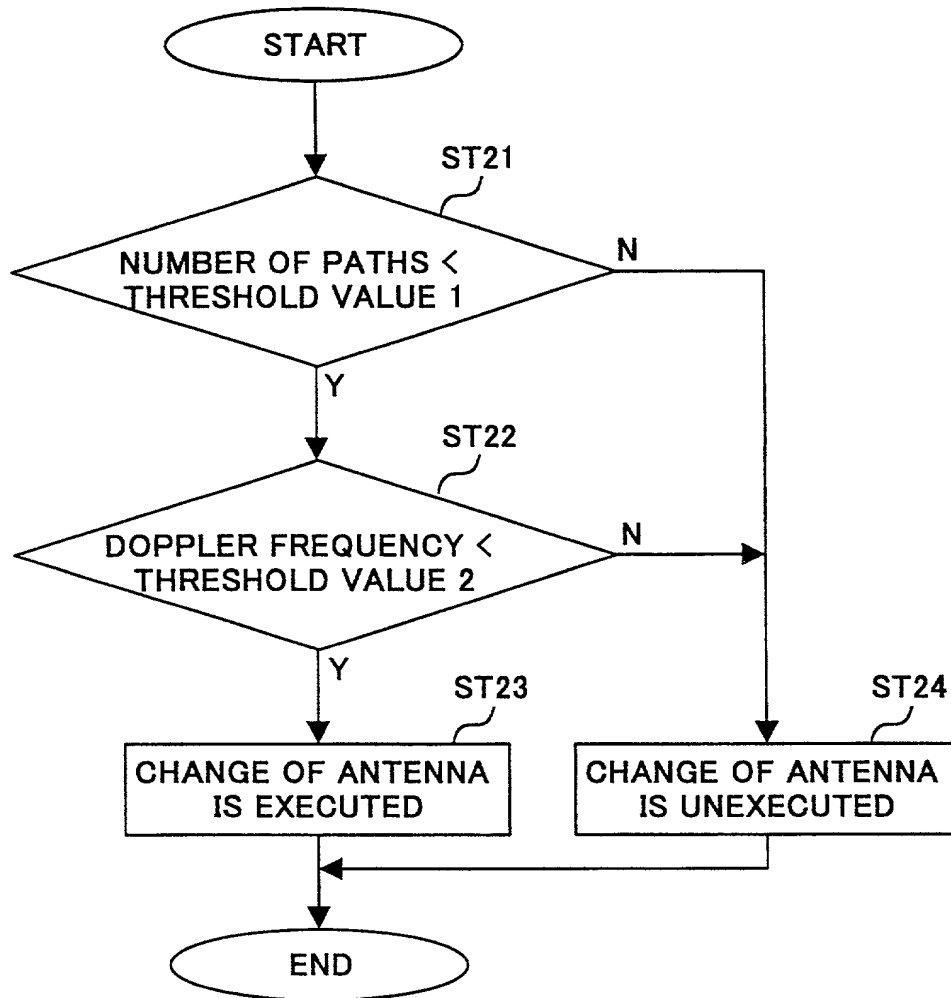 START
ST21
NUMBER OF PATHS <
THRESHOLD VALUE 1
N
Y
ST22
DOPPLER FREQUENCY <
THRESHOLD VALUE 2
N
Y
ST23
ST24
CHANGE OF ANTENNA
IS EXECUTED
CHANGE OF ANTENNA
IS UNEXECUTED
END